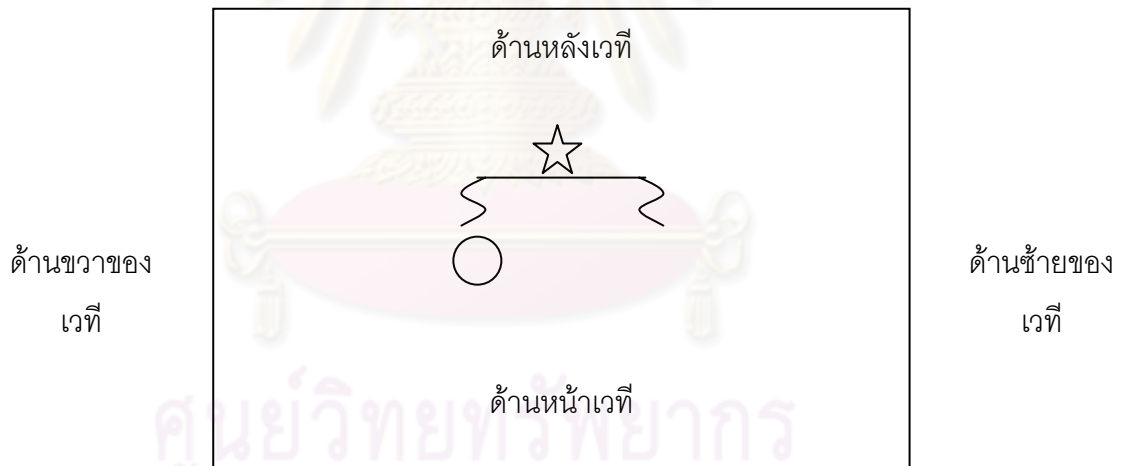 ด้านหลังเวที
ด้านขวาของ
เวที
ด้านซ้ายของ
เวที
ด้านหน้าเวที
ศูนย์วิทยทรัพยากร